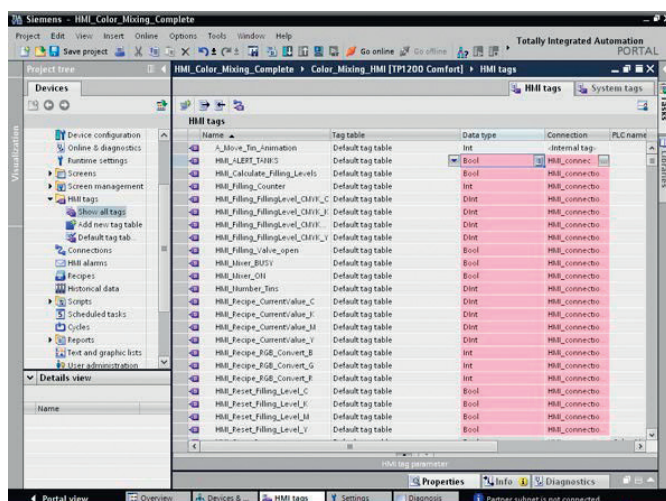 Siemens - HMI_Color_Mixing_Complete
Project Edit View Insert Online Options Tools Window Help
Save project Go online Go offline
Totally Integrated Automation
PORTAL
Project tree
HMI_Color_Mixing_Complete Color_Mixing_HMI [TP1200 Comfort] HMI tags
Devices
HMI tags System tags
HMI tags
Name Tag table Data type Connection PLC name
Device configuration
Online & diagnostics
Runtime settings
Screens
Screen management
HMI tags
Show all tags
Add new tag table
Default tag tab...
Connections
HMI alarms
Recipes
Historical data
Scripts
Scheduled tasks
Cycles
Reports
Text and graphic lists
User administration
A_Move_Tin_Animation Default tag table Int <Internal tag>
HMI_ALERT_TANKS Default tag table Bool HMI_connec
HMI_Calculate_Filling_Levels Default tag table Bool HMI_connectio
HMI_Filling_Counter Default tag table Int HMI_connectio
HMI_Filling_FillingLevel_CMYK_C Default tag table DInt HMI_connectio
HMI_Filling_FillingLevel_CMYK_K Default tag table DInt HMI_connectio
HMI_Filling_FillingLevel_CMYK_Y Default tag table DInt HMI_connectio
HMI_Filling_Valve_open Default tag table Bool HMI_connectio
HMI_Mixer_BUSY Default tag table Bool HMI_connectio
HMI_Mixer_ON Default tag table Bool HMI_connectio
HMI_Number_Tins Default tag table DInt HMI_connectio
HMI_Recipe_CurrentValue_C Default tag table DInt HMI_connectio
HMI_Recipe_CurrentValue_K Default tag table DInt HMI_connectio
HMI_Recipe_CurrentValue_M Default tag table DInt HMI_connectio
HMI_Recipe_CurrentValue_Y Default tag table DInt HMI_connectio
HMI_Recipe_RGB_Convert_B Default tag table Int HMI_connectio
HMI_Recipe_RGB_Convert_G Default tag table Int HMI_connectio
HMI_Recipe_RGB_Convert_R Default tag table Int HMI_connectio
HMI_Reset_Filling_Level_C Default tag table Bool HMI_connectio
HMI_Reset_Filling_Level_K Default tag table Bool HMI_connectio
HMI_Reset_Filling_Level_M Default tag table Bool HMI_connectio
HMI_Reset_Filling_Level_Y Default tag table Bool HMI_connectio
Details view
Name
HMI tag parameter
Properties Info Diagnostics
Portal view Overview Devices & ... HMI tags Settings Diagnosis Partner subnet is not connected.
Visualization
Tasks
Libraries